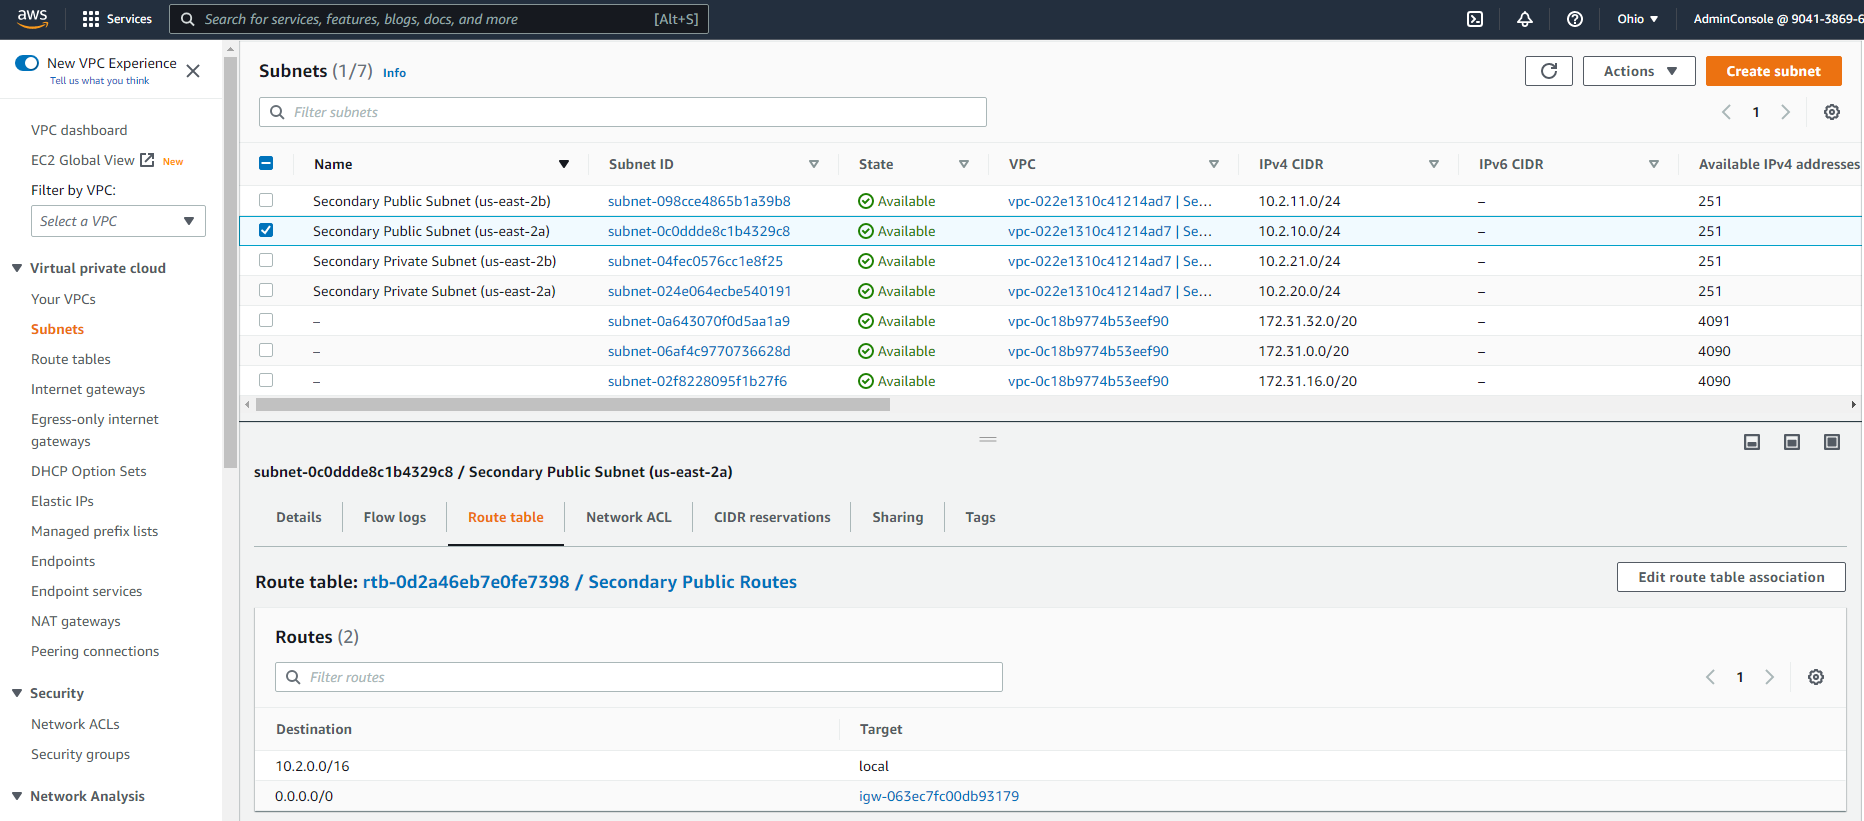 aws Services Search for services, features, blogs, docs, and more [Alt+S] Ohio AdminConsole @ 9041-3869-6
New VPC Experience
Tell us what you think
VPC dashboard
EC2 Global View New
Filter by VPC:
Select a VPC
Virtual private cloud
Your VPCs
Subnets
Route tables
Internet gateways
Egress-only internet
gateways
DHCP Option Sets
Elastic IPs
Managed prefix lists
Endpoints
Endpoint services
NAT gateways
Peering connections
Security
Network ACLs
Security groups
Network Analysis
Subnets (1/7) Info
Actions
Create subnet
Filter subnets
1
Name Subnet ID State VPC IPv4 CIDR IPv6 CIDR Available IPv4 addresses
Secondary Public Subnet (us-east-2b) subnet-098cce4865b1a39b8 Available vpc-022e1310c41214ad7 | Se... 10.2.11.0/24 – 251
Secondary Public Subnet (us-east-2a) subnet-0c0ddde8c1b4329c8 Available vpc-022e1310c41214ad7 | Se... 10.2.10.0/24 – 251
Secondary Private Subnet (us-east-2b) subnet-04fec0576cc1e8f25 Available vpc-022e1310c41214ad7 | Se... 10.2.21.0/24 – 251
Secondary Private Subnet (us-east-2a) subnet-024e064ecbe540191 Available vpc-022e1310c41214ad7 | Se... 10.2.20.0/24 – 251
– subnet-0a643070f0d5aa1a9 Available vpc-0c18b9774b53eef90 172.31.32.0/20 – 4091
– subnet-06af4c9770736628d Available vpc-0c18b9774b53eef90 172.31.0.0/20 – 4090
– subnet-02f8228095f1b27f6 Available vpc-0c18b9774b53eef90 172.31.16.0/20 – 4090
subnet-0c0ddde8c1b4329c8 / Secondary Public Subnet (us-east-2a)
Details Flow logs Route table Network ACL CIDR reservations Sharing Tags
Route table: rtb-0d2a46eb7e0fe7398 / Secondary Public Routes
Edit route table association
Routes (2)
Filter routes
1
Destination Target
10.2.0.0/16 local
0.0.0.0/0 igw-063ec7fc00db93179